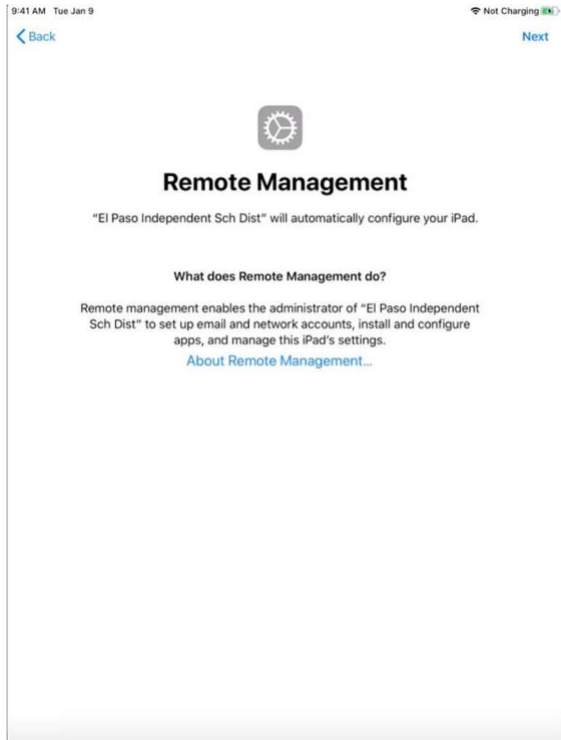 9:41 AM Tue Jan 9
Not Charging
Back
Next
Remote Management
“El Paso Independent Sch Dist” will automatically configure your iPad.
What does Remote Management do?
Remote management enables the administrator of “El Paso Independent
Sch Dist” to set up email and network accounts, install and configure
apps, and manage this iPad’s settings.
About Remote Management...